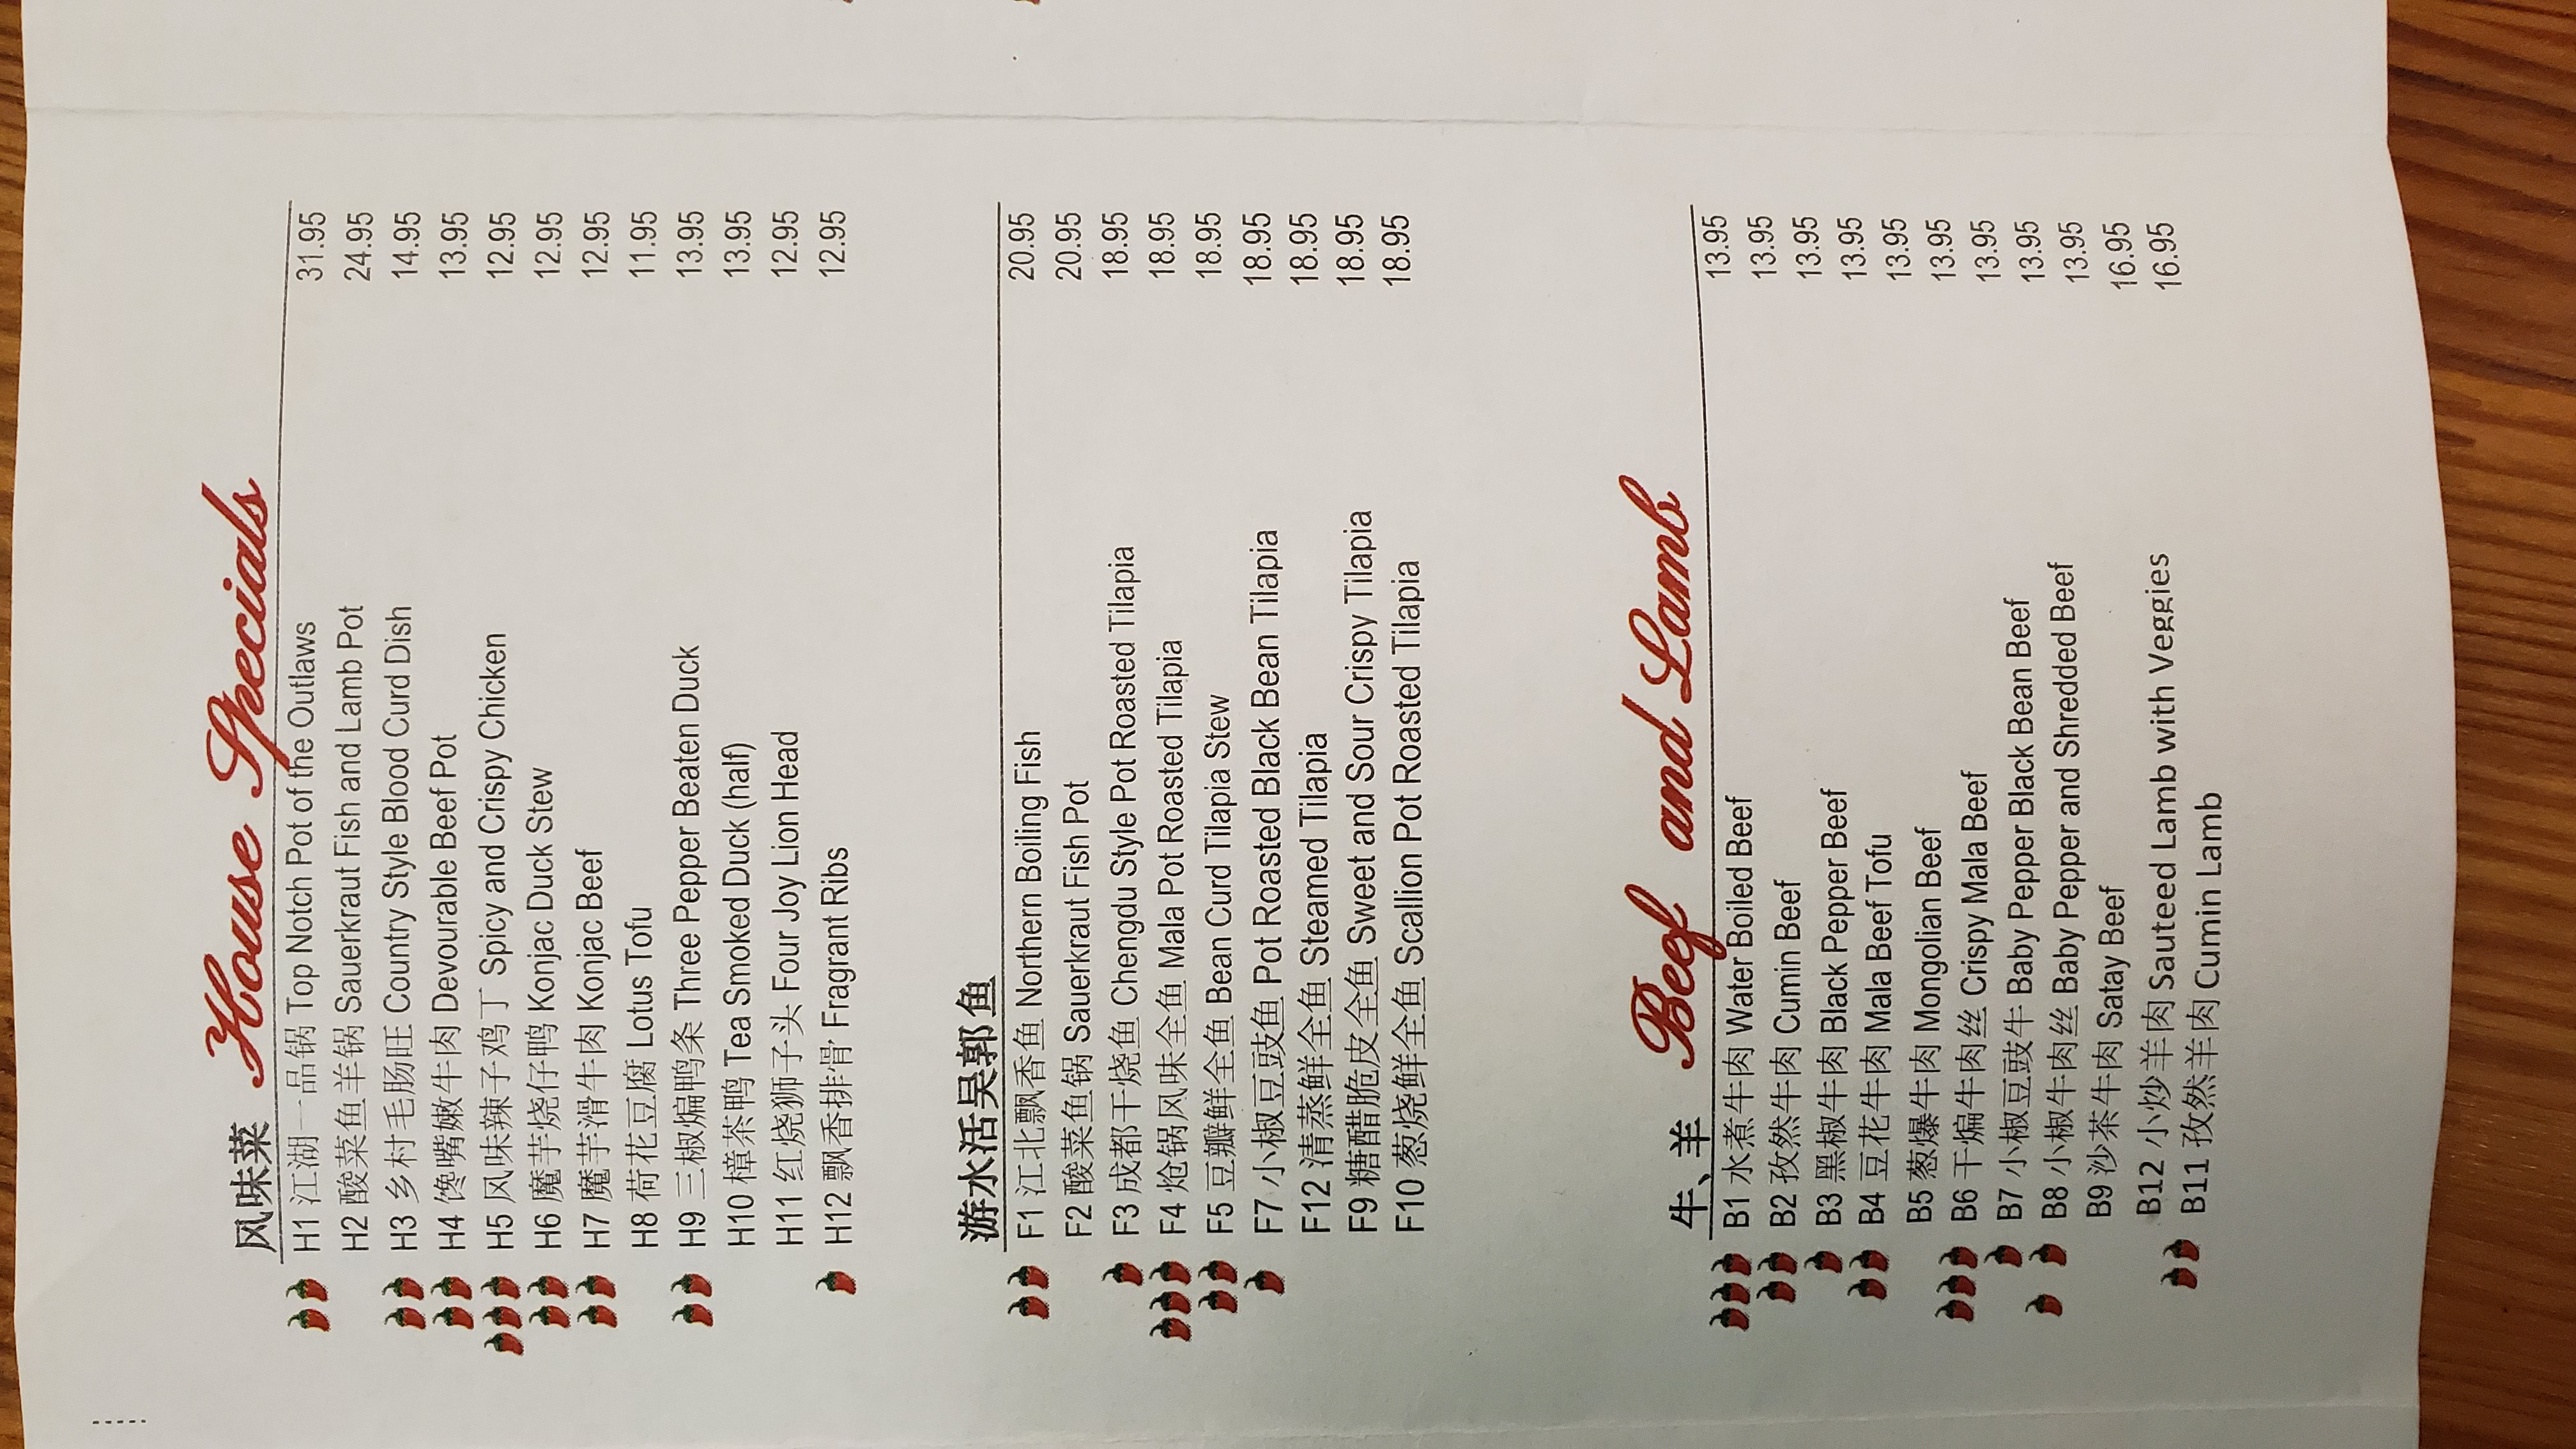 风味菜 House Specials
H1 江湖一品锅 Top Notch Pot of the Outlaws 31.95
H2 酸菜鱼羊锅 Sauerkraut Fish and Lamb Pot 24.95
H3 乡村毛肠旺 Country Style Blood Curd Dish 14.95
H4 馋嘴嫩牛肉 Devourable Beef Pot 13.95
H5 风味辣子鸡丁 Spicy and Crispy Chicken 12.95
H6 魔芋烧仔鸭 Konjac Duck Stew 12.95
H7 魔芋滑牛肉 Konjac Beef 12.95
H8 荷花豆腐 Lotus Tofu 11.95
H9 三椒煸鸭条 Three Pepper Beaten Duck 13.95
H10 樟茶鸭 Tea Smoked Duck (half) 13.95
H11 红烧狮子头 Four Joy Lion Head 12.95
H12 飘香排骨 Fragrant Ribs 12.95
游水活吴郭鱼
F1 江北飘香鱼 Northern Boiling Fish 20.95
F2 酸菜鱼锅 Sauerkraut Fish Pot 20.95
F3 成都干烧鱼 Chengdu Style Pot Roasted Tilapia 18.95
F4 炝锅风味全鱼 Mala Pot Roasted Tilapia 18.95
F5 豆瓣鲜全鱼 Bean Curd Tilapia Stew 18.95
F7 小椒豆豉鱼 Pot Roasted Black Bean Tilapia 18.95
F12 清蒸鲜全鱼 Steamed Tilapia 18.95
F9 糖醋脆皮全鱼 Sweet and Sour Crispy Tilapia 18.95
F10 葱烧鲜全鱼 Scallion Pot Roasted Tilapia 18.95
牛、羊 Beef and Lamb
B1 水煮牛肉 Water Boiled Beef 13.95
B2 孜然牛肉 Cumin Beef 13.95
B3 黑椒牛肉 Black Pepper Beef 13.95
B4 豆花牛肉 Mala Beef Tofu 13.95
B5 葱爆牛肉 Mongolian Beef 13.95
B6 干煸牛肉丝 Crispy Mala Beef 13.95
B7 小椒豆豉牛 Baby Pepper Black Bean Beef 13.95
B8 小椒牛肉丝 Baby Pepper and Shredded Beef 13.95
B9 沙茶牛肉 Satay Beef 13.95
B12 小炒羊肉 Sauteed Lamb with Veggies 16.95
B11 孜然羊肉 Cumin Lamb 16.95